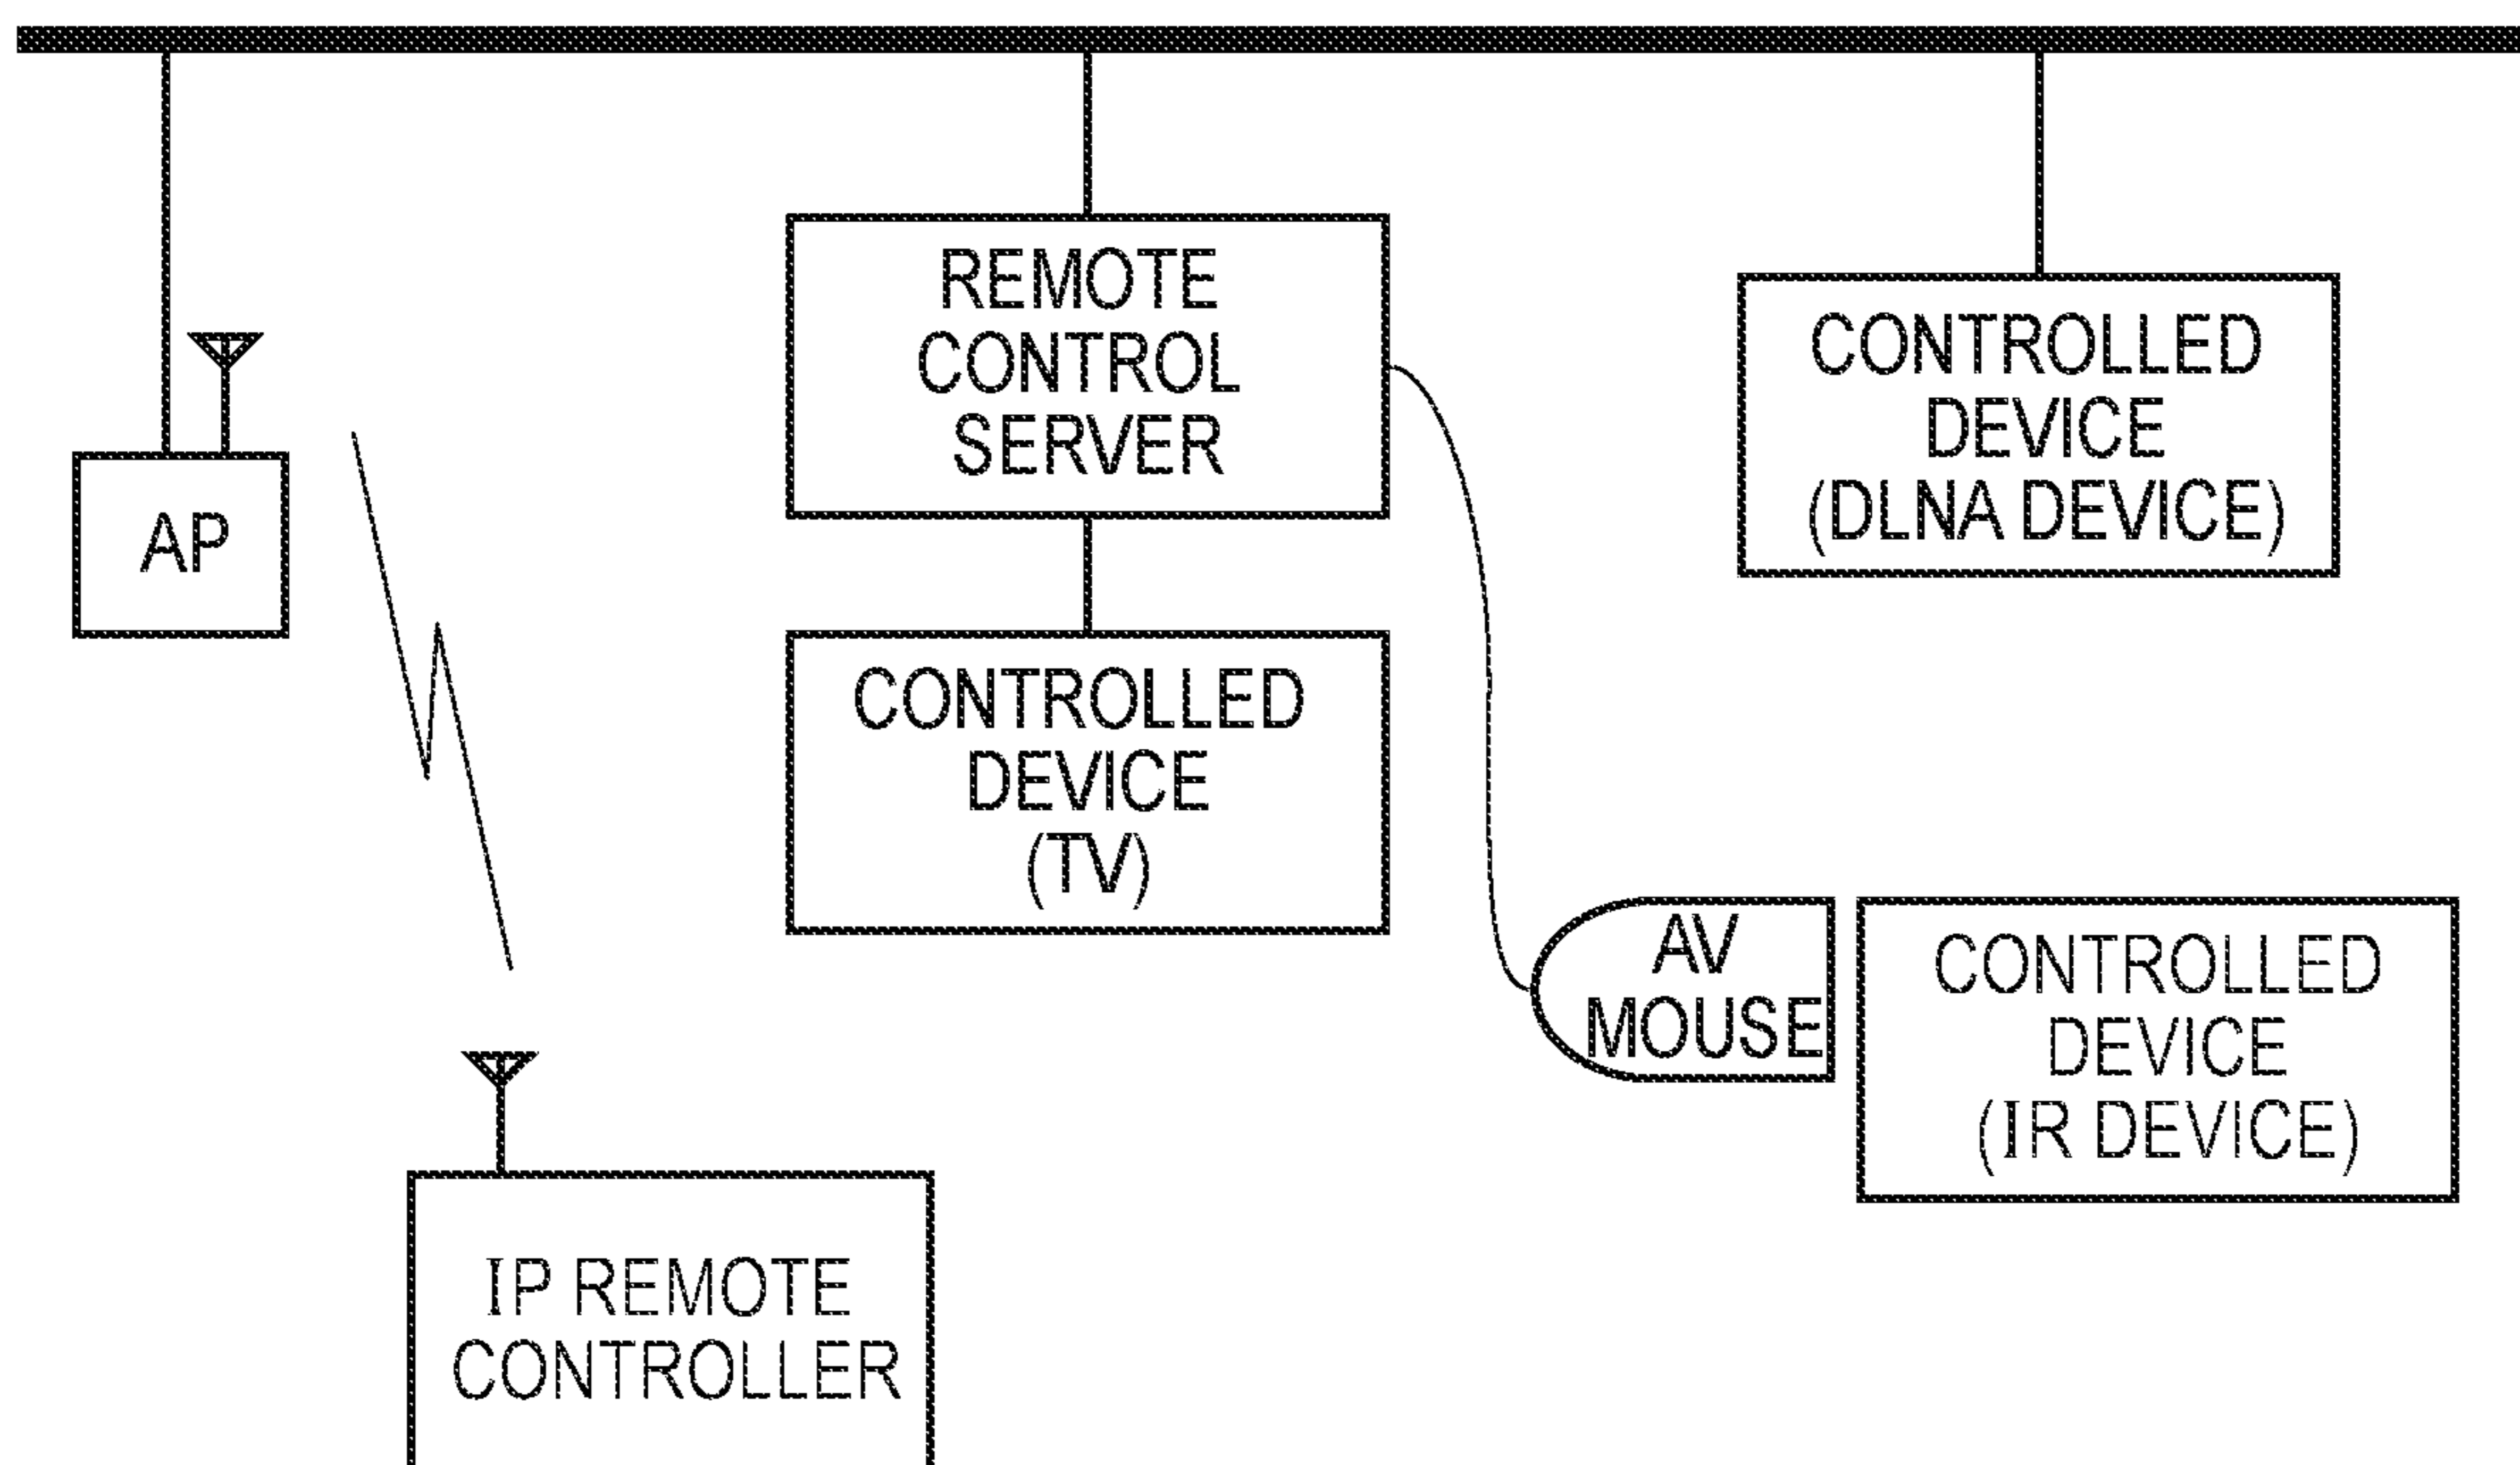 REMOTE
CONTROL
SERVER
CONTROLLED
DEVICE
(DLNA DEVICE)
AP
CONTROLLED
DEVICE
(TV)
AV
MOUSE
CONTROLLED
DEVICE
(IR DEVICE)
IP REMOTE
CONTROLLER